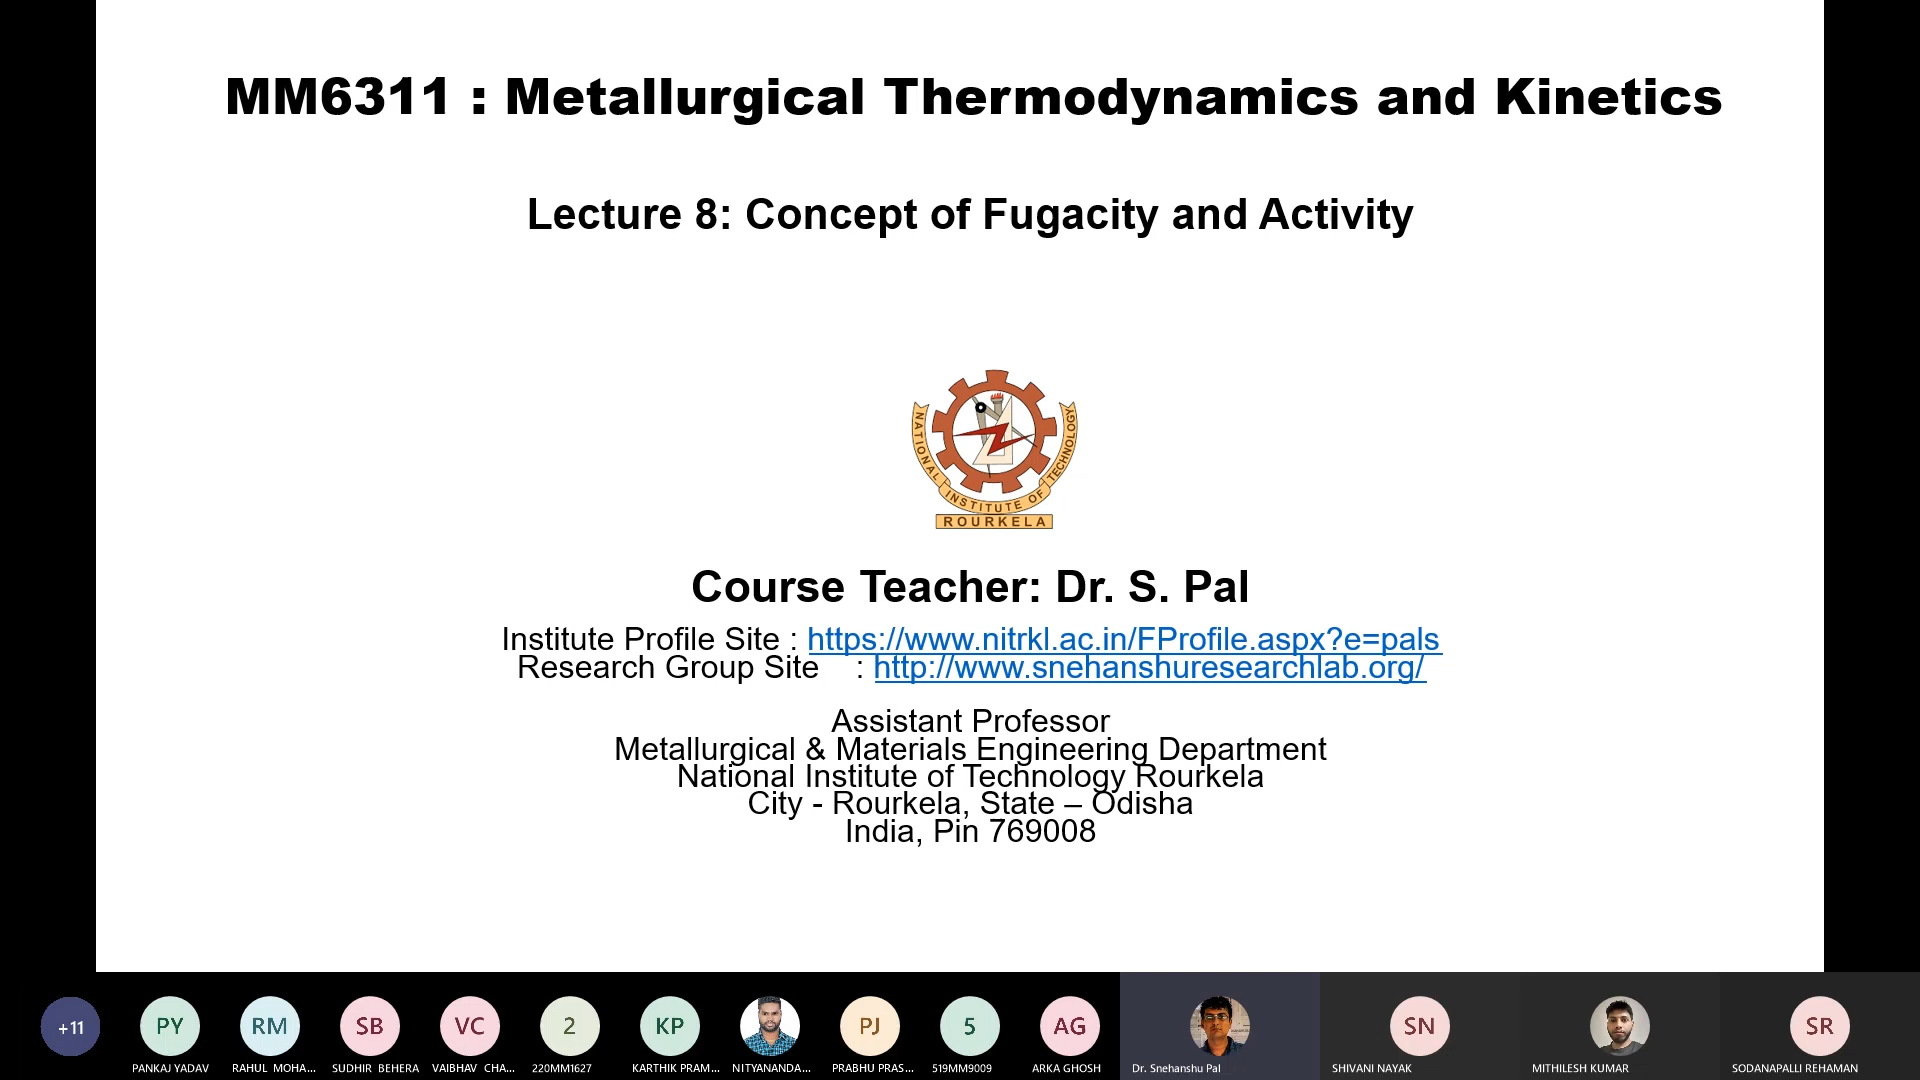 MM6311 : Metallurgical Thermodynamics and Kinetics
Lecture 8: Concept of Fugacity and Activity
NATIONAL INSTITUTE OF TECHNOLOGY
ROURKELA
Course Teacher: Dr. S. Pal
Institute Profile Site : https://www.nitrkl.ac.in/FProfile.aspx?e=pals
Research Group Site : http://www.snehanshuresearchlab.org/
Assistant Professor
Metallurgical & Materials Engineering Department
National Institute of Technology Rourkela
City - Rourkela, State – Odisha
India, Pin 769008
+11 PY RM SB VC 2 KP PJ 5 AG SN SR
PANKAJ YADAV RAHUL MOHA... SUDHIR BEHERA VAIBHAV CHA... 220MM1627 KARTHIK PRAM... NITYANANDA... PRABHU PRAS... 519MM9009 ARKA GHOSH Dr. Snehanshu Pal SHIVANI NAYAK MITHILESH KUMAR SODANAPALLI REHAMAN